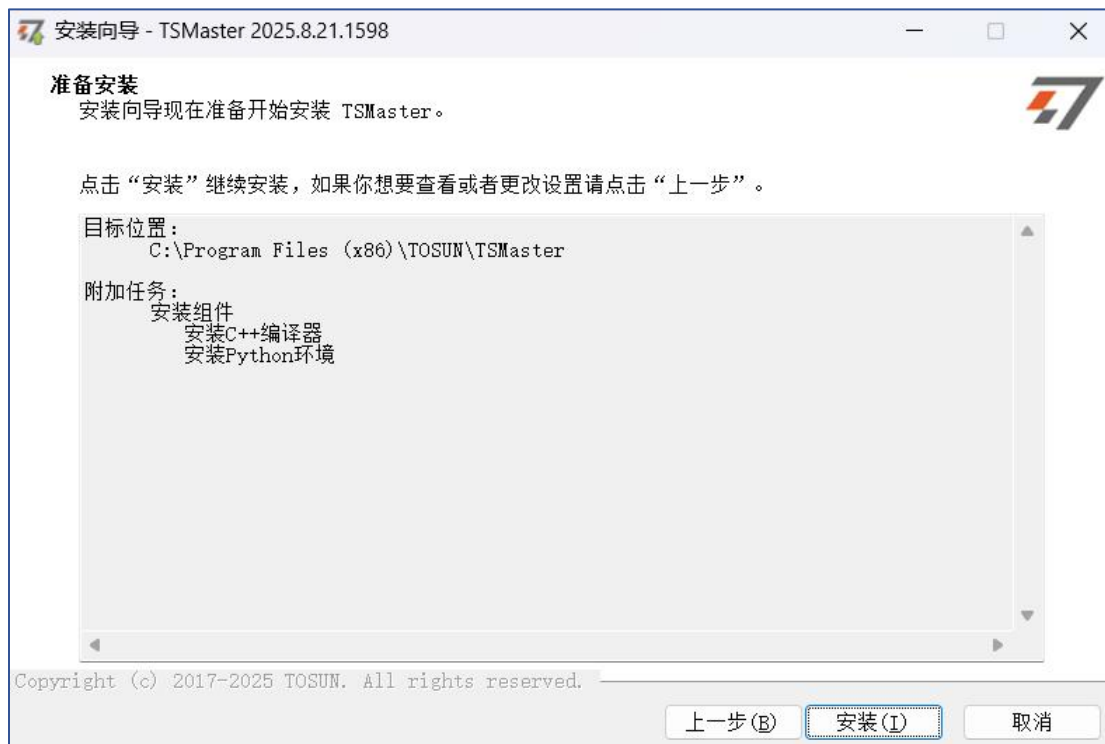 安装向导 - TSMaster 2025.8.21.1598
准备安装
安装向导现在准备开始安装 TSMaster。
点击“安装”继续安装，如果你想要查看或者更改设置请点击“上一步”。
目标位置:
C:\Program Files (x86)\TOSUN\TSMaster
附加任务:
安装组件
安装C++编译器
安装Python环境
Copyright (c) 2017-2025 TOSUN. All rights reserved.
上一步(B) 安装(I) 取消